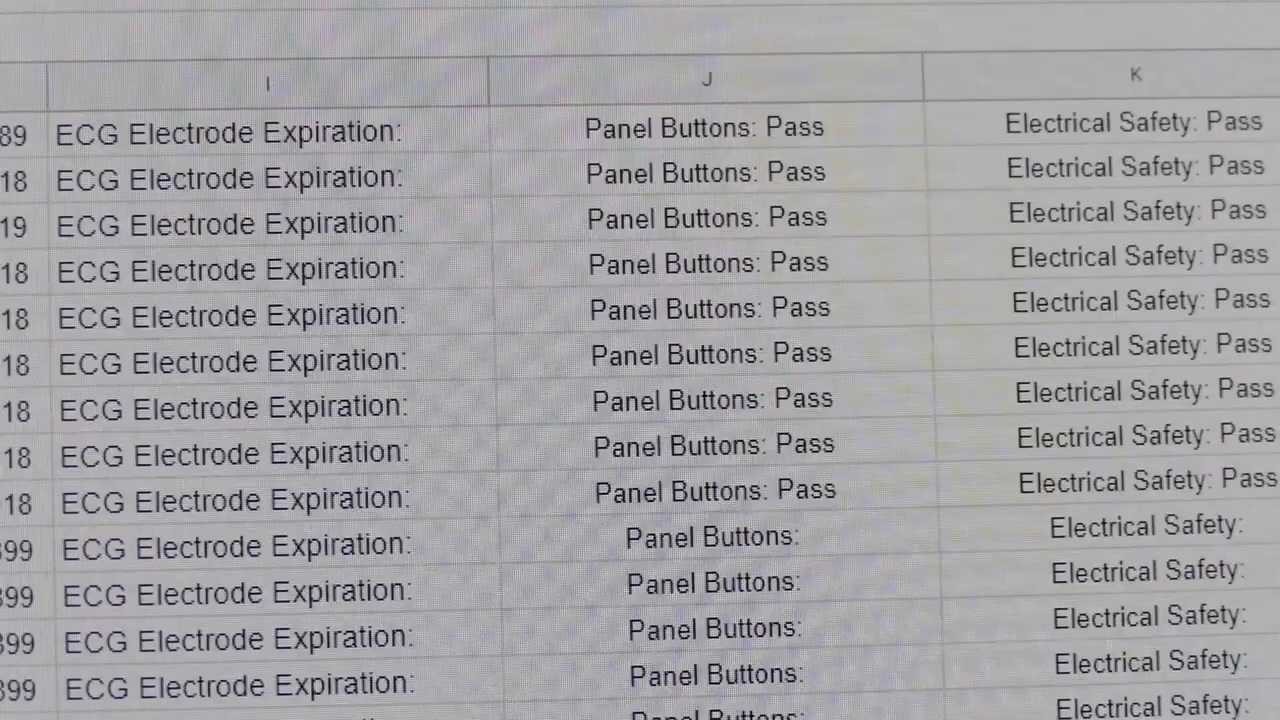 I J K
89 ECG Electrode Expiration: Panel Buttons: Pass Electrical Safety: Pass
18 ECG Electrode Expiration: Panel Buttons: Pass Electrical Safety: Pass
19 ECG Electrode Expiration: Panel Buttons: Pass Electrical Safety: Pass
18 ECG Electrode Expiration: Panel Buttons: Pass Electrical Safety: Pass
18 ECG Electrode Expiration: Panel Buttons: Pass Electrical Safety: Pass
18 ECG Electrode Expiration: Panel Buttons: Pass Electrical Safety: Pass
18 ECG Electrode Expiration: Panel Buttons: Pass Electrical Safety: Pass
18 ECG Electrode Expiration: Panel Buttons: Pass Electrical Safety: Pass
18 ECG Electrode Expiration: Panel Buttons: Pass Electrical Safety: Pass
399 ECG Electrode Expiration: Panel Buttons: Electrical Safety:
399 ECG Electrode Expiration: Panel Buttons: Electrical Safety:
399 ECG Electrode Expiration: Panel Buttons: Electrical Safety:
399 ECG Electrode Expiration: Panel Buttons: Electrical Safety:
Panel Buttons: Electrical Safety: